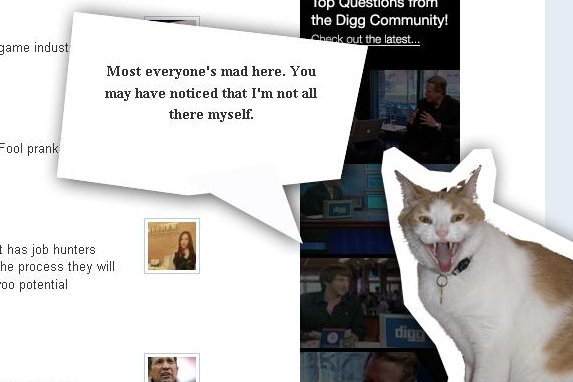 Top Questions from
the Digg Community!
Check out the latest...
game indust
Most everyone's mad here. You
may have noticed that I'm not all
there myself.
Fool prank
digg
t has job hunters
he process they will
oo potential
digg